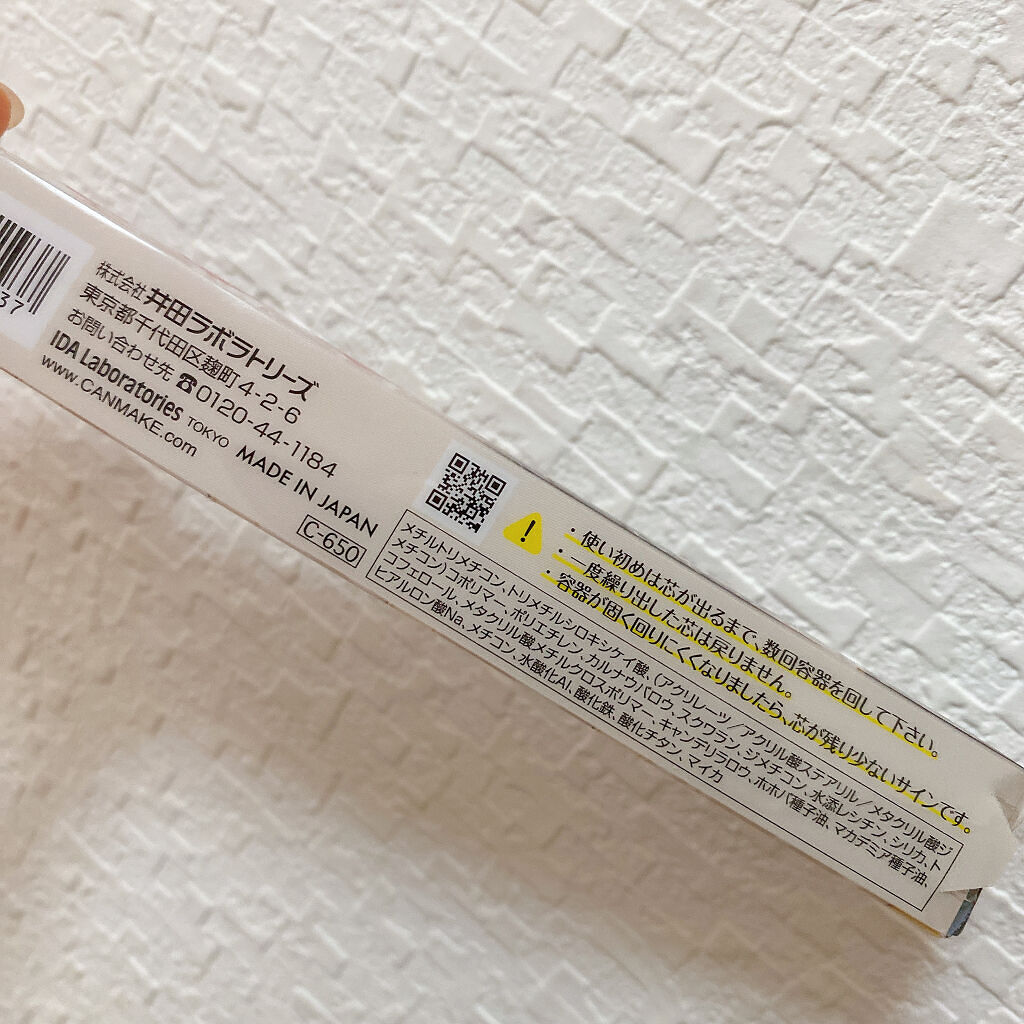 37
株式会社 井田ラボラトリーズ
東京都千代田区麹町4-2-6
お問い合わせ先 ☎0120-44-1184
IDA Laboratories TOKYO MADE IN JAPAN
www.CANMAKE.com
C-650
・使い初めは芯が出るまで、数回容器を回して下さい。
・一度繰り出した芯は戻りません。
・容器が固く回りにくくなりましたら、芯が残り少ないサインです。
メチルトリメチコン、トリメチルシロキシケイ酸、(アクリレーツ/アクリル酸ステアリル/メタクリル酸ジ
メチコン)コポリマー、ポリエチレン、カルナウバロウ、スクワラン、ジメチコン、水添レシチン、シリカ、ト
コフェロール、メタクリル酸メチルクロスポリマー、キャンデリラロウ、ホホバ種子油、マカデミア種子油、
ヒアルロン酸Na、メチコン、水酸化Al、酸化鉄、酸化チタン、マイカ